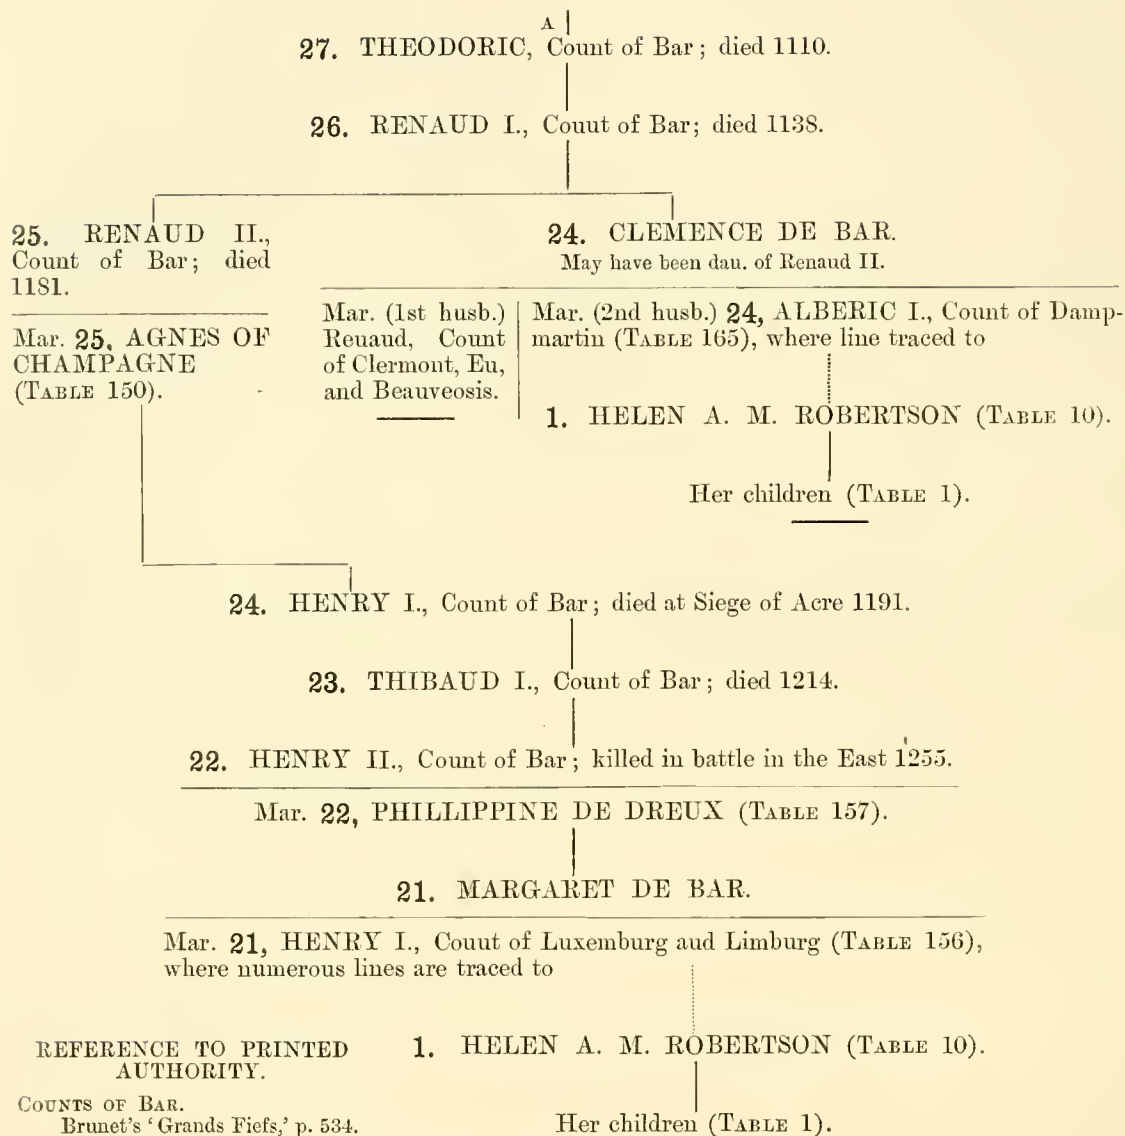 A
27. THEODORIC, Count of Bar; died 1110.
26. RENAUD I., Count of Bar; died 1138.
25. RENAUD II.,
Count of Bar; died
1181.
Mar. 25, AGNES OF
CHAMPAGNE
(TABLE 150).
24. CLEMENCE DE BAR.
May have been dau. of Renaud II.
Mar. (1st husb.)
Renaud, Count
of Clermont, Eu,
and Beauveosis.
Mar. (2nd husb.) 24, ALBERIC I., Count of Damp-
martin (TABLE 165), where line traced to
1. HELEN A. M. ROBERTSON (TABLE 10).
Her children (TABLE 1).
24. HENRY I., Count of Bar; died at Siege of Acre 1191.
23. THIBAUD I., Count of Bar; died 1214.
22. HENRY II., Count of Bar; killed in battle in the East 1255.
Mar. 22, PHILLIPPINE DE DREUX (TABLE 157).
21. MARGARET DE BAR.
Mar. 21, HENRY I., Count of Luxemburg and Limburg (TABLE 156),
where numerous lines are traced to
1. HELEN A. M. ROBERTSON (TABLE 10).
Her children (TABLE 1).
REFERENCE TO PRINTED
AUTHORITY.
COUNTS OF BAR.
Brunet's 'Grands Fiefs,' p. 534.